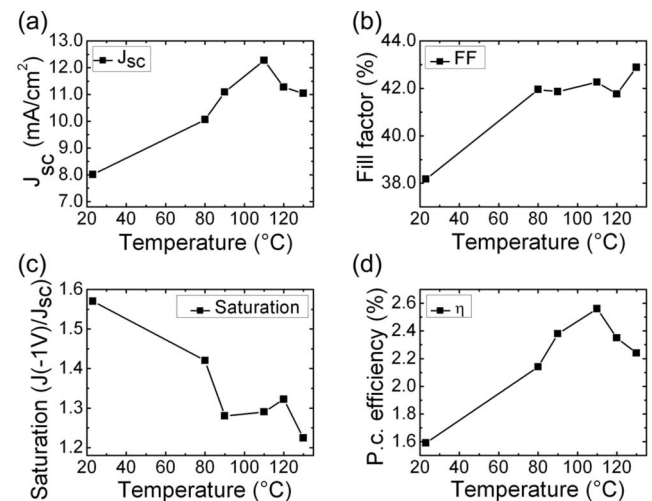 (a)
13.0
12.0
11.0
10.0
9.0
8.0
7.0
J_SC
J_sc (mA/cm²)
20 40 60 80 100 120
Temperature (°C)
(b)
44.0
42.0
40.0
38.0
FF
Fill factor (%)
20 40 60 80 100 120
Temperature (°C)
(c)
1.6
1.5
1.4
1.3
1.2
Saturation
Saturation (J(-1V)/J_SC)
20 40 60 80 100 120
Temperature (°C)
(d)
2.6
2.4
2.2
2.0
1.8
1.6
η
P.c. efficiency (%)
20 40 60 80 100 120
Temperature (°C)